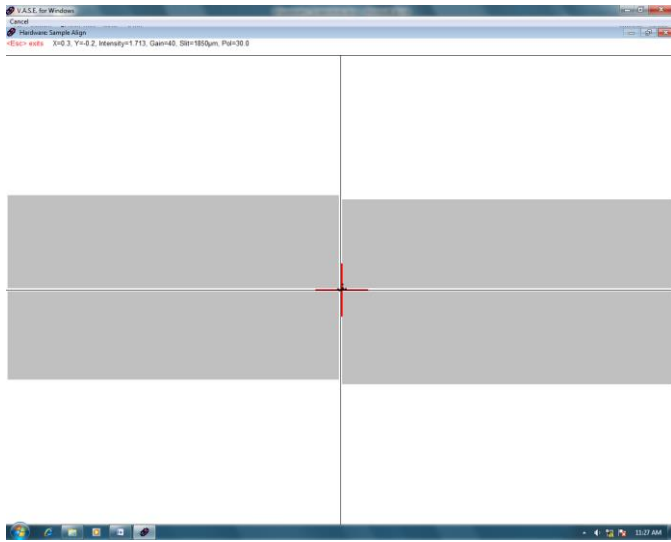 V.A.S.E. for Windows
Cancel
Hardware: Sample Align
<Esc> exits X=0.3, Y=-0.2, Intensity=1.713, Gain=40, Slit=1850µm, Pol=30.0
11:27 AM